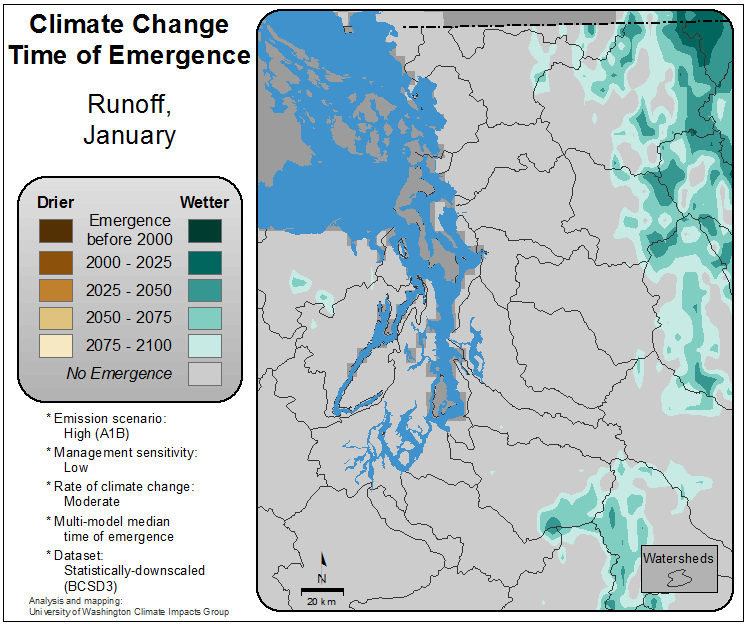 Climate Change
Time of Emergence
Runoff,
January
Drier
Wetter
Emergence
before 2000
2000 - 2025
2025 - 2050
2050 - 2075
2075 - 2100
No Emergence
* Emission scenario:
High (A1B)
* Management sensitivity:
Low
* Rate of climate change:
Moderate
* Multi-model median
time of emergence
* Dataset:
Statistically-downscaled
(BCSD3)
Analysis and mapping:
University of Washington Climate Impacts Group
N
20 km
Watersheds